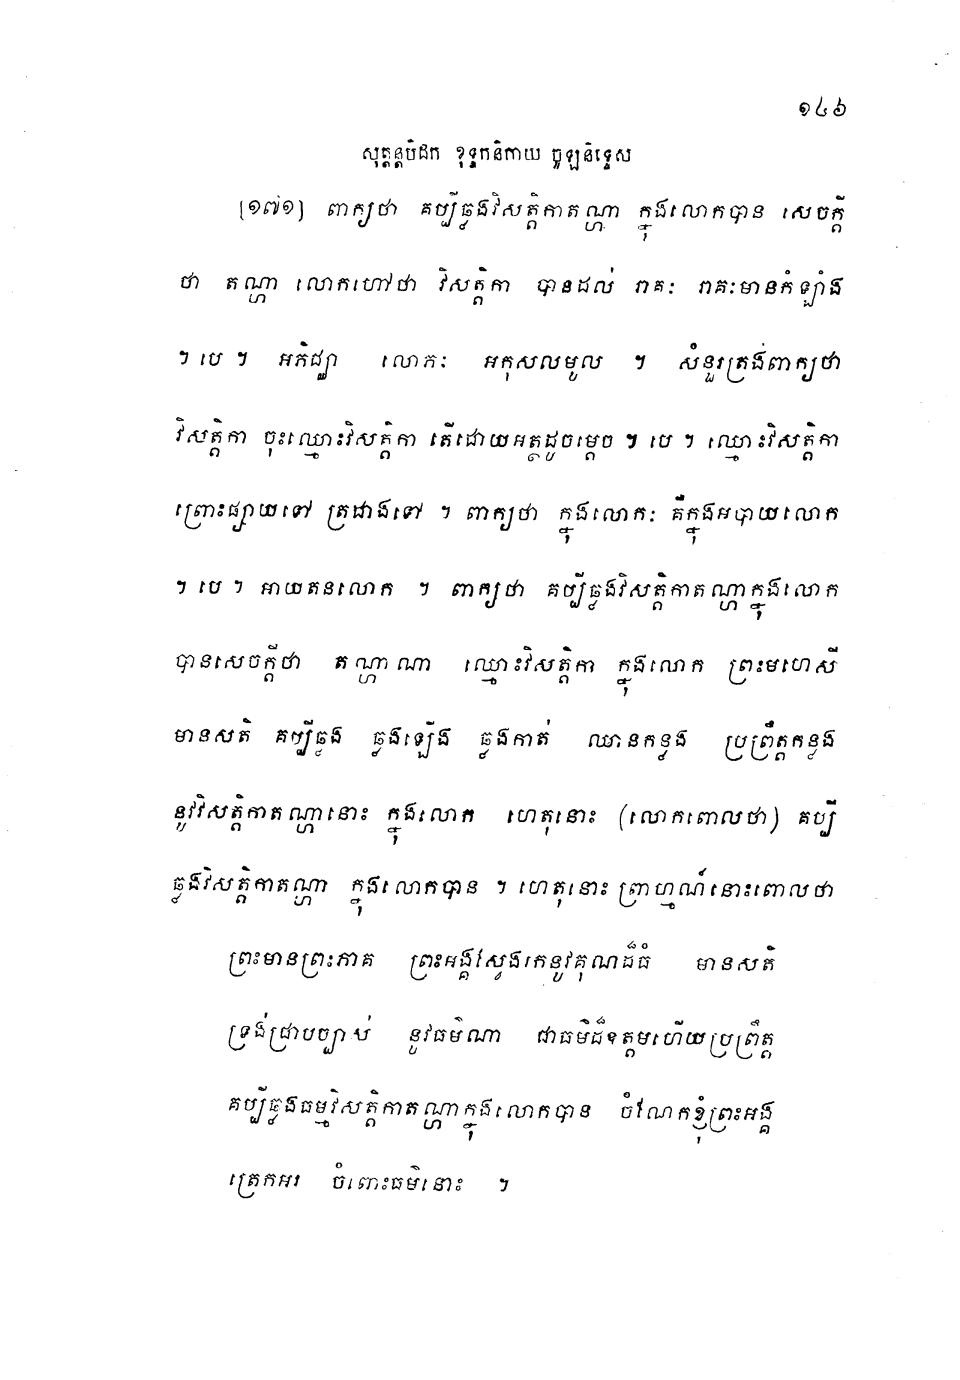 ១៤៦
សុត្តន្តបិដក ខុទ្ទកនិកាយ ចូឡនិទ្ទេស
[១៧១] ពាក្យថា គប្បីឆ្លងវិសត្តិកាតណ្ហា ក្នុងលោកបាន សេចក្តី
ថា តណ្ហា លោកហៅថា វិសត្តិកា បានដល់ រាគៈ រាគៈមានកំឡាំង
។ បេ ។ អភិជ្ឈា លោភៈ អកុសលមូល ។ សំនួរត្រង់ពាក្យថា
វិសត្តិកា ចុះឈ្មោះវិសត្តិកា តើដោយអត្ថដូចម្តេច ។ បេ ។ ឈ្មោះវិសត្តិកា
ព្រោះផ្សាយទៅ ត្រដាងទៅ ។ ពាក្យថា ក្នុងលោក: គឺក្នុងអបាយលោក
។ បេ ។ អាយតនលោក ។ ពាក្យថា គប្បីឆ្លងវិសត្តិកាតណ្ហាក្នុងលោក
បានសេចក្តីថា តណ្ហាណា ឈ្មោះវិសត្តិកា ក្នុងលោក ព្រះមហេសី
មានសតិ គប្បីឆ្លង ឆ្លងឡើង ឆ្លងកាត់ ឈានកន្លង ប្រព្រឹត្តកន្លង
នូវវិសត្តិកាតណ្ហានោះ ក្នុងលោក ហេតុនោះ (លោកពោលថា) គប្បី
ឆ្លងវិសត្តិកាតណ្ហា ក្នុងលោកបាន ។ ហេតុនោះ ព្រាហ្មណ៍នោះពោលថា
ព្រះមានព្រះភាគ ព្រះអង្គស្វែងរកនូវគុណដ៏ធំ មានសតិ
ទ្រង់ជ្រាបច្បាស់ នូវធម៌ណា ជាធម៌ដ៏ឧត្តមហើយប្រព្រឹត្ត
គប្បីឆ្លងធម្មវិសត្តិកាតណ្ហាក្នុងលោកបាន ចំណែកខ្ញុំព្រះអង្គ
ត្រេកអរ ចំពោះធម៌នោះ ។